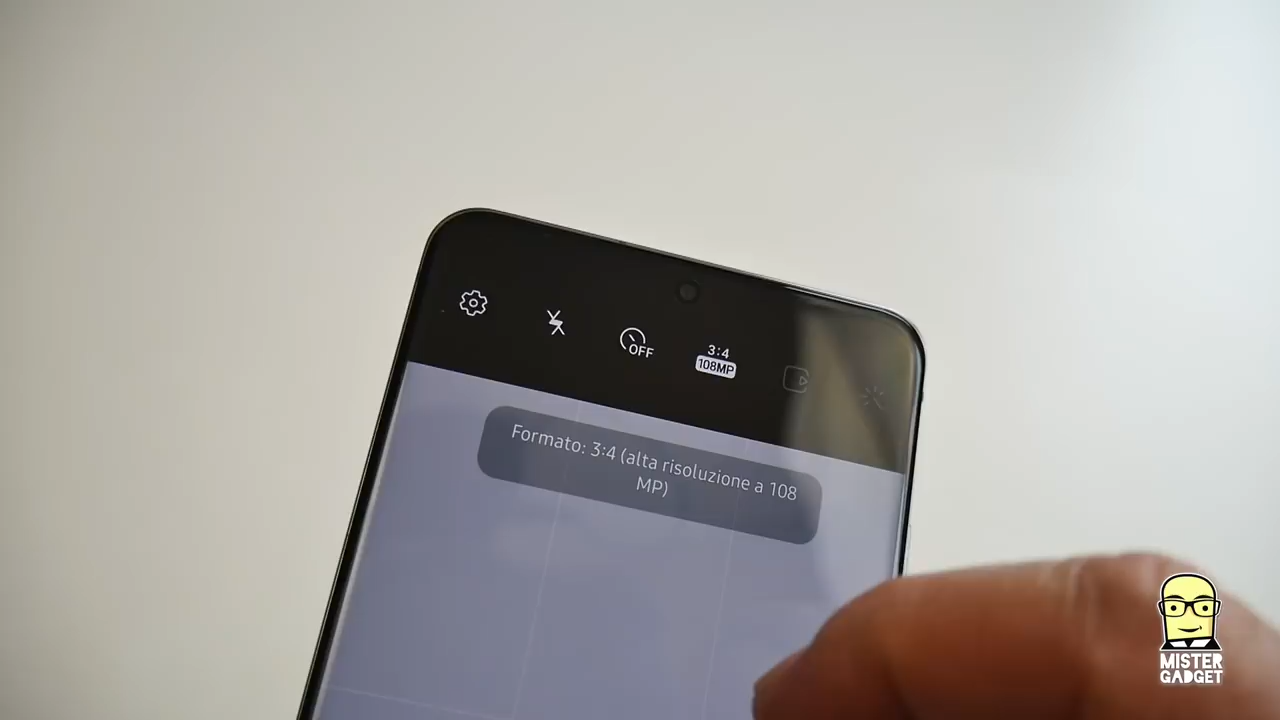 OFF
3:4
108MP
Formato: 3:4 (alta risoluzione a 108
MP)
MISTER
GADGET